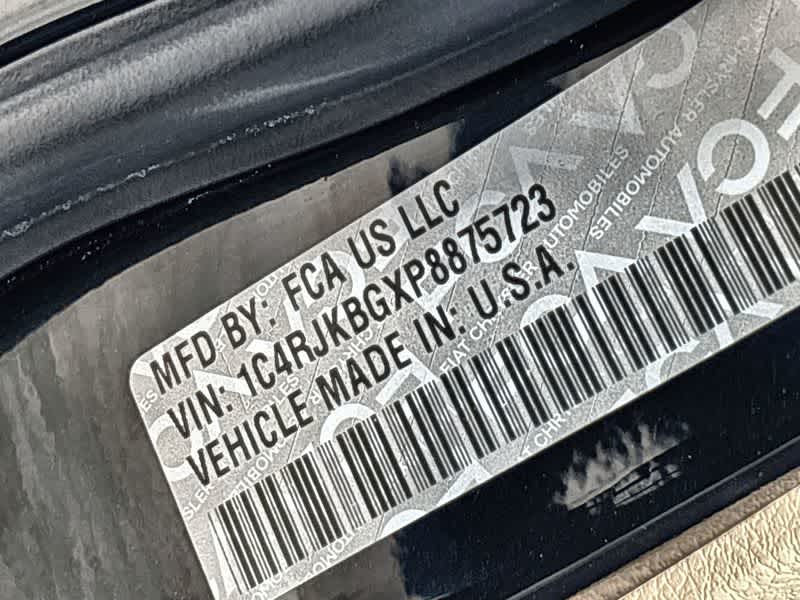 MFD BY: FCA US LLC
VIN: 1C4RJKBGXP8875723
VEHICLE MADE IN: U.S.A.